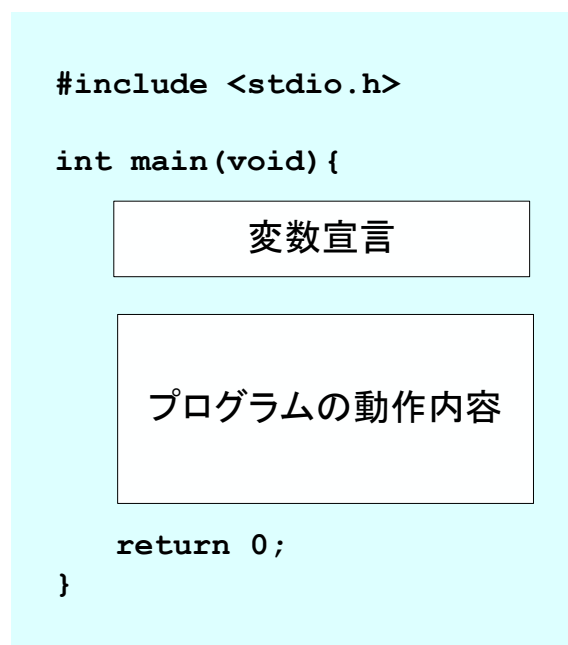 #include <stdio.h>
int main(void){
変数宣言
プログラムの動作内容
return 0;
}